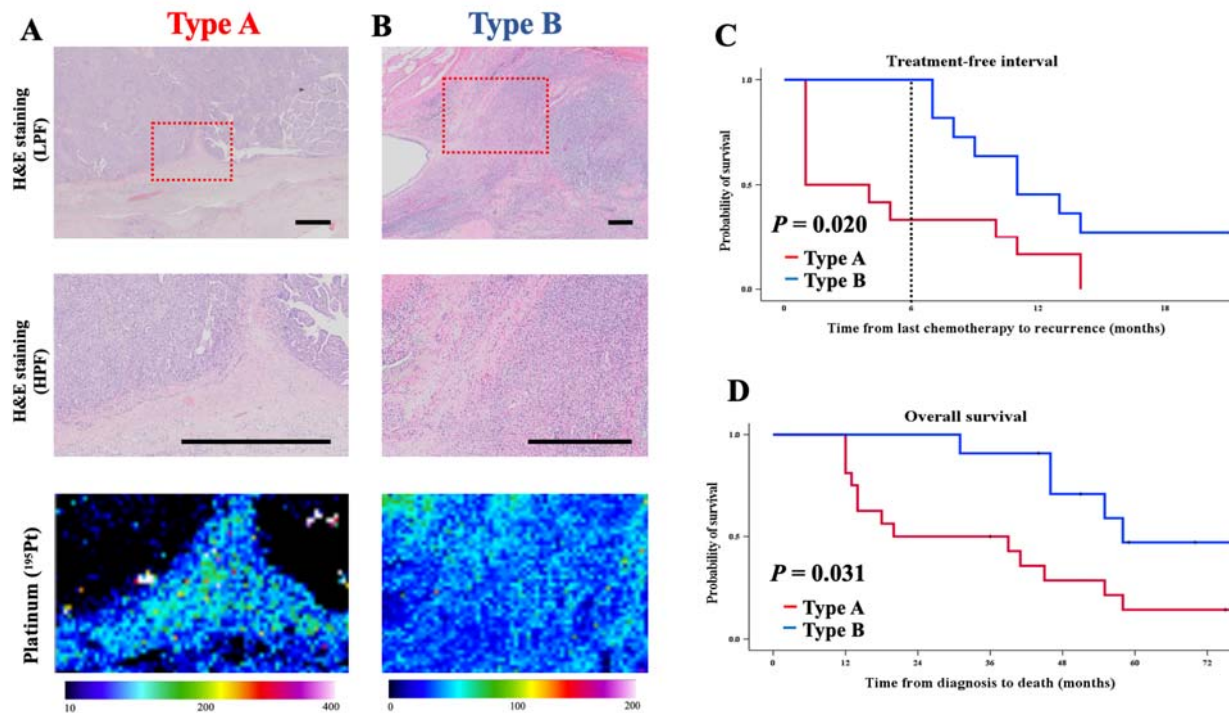 A
Type A
B
Type B
H&E staining
(LPF)
H&E staining
(HPF)
Platinum (¹⁹⁵Pt)
10
200
400
0
100
200
C
Treatment-free interval
Probability of survival
1.0
0.5
0.0
P = 0.020
Type A
Type B
0
6
12
18
Time from last chemotherapy to recurrence (months)
D
Overall survival
Probability of survival
1.0
0.5
0.0
P = 0.031
Type A
Type B
0
12
24
36
48
60
72
Time from diagnosis to death (months)